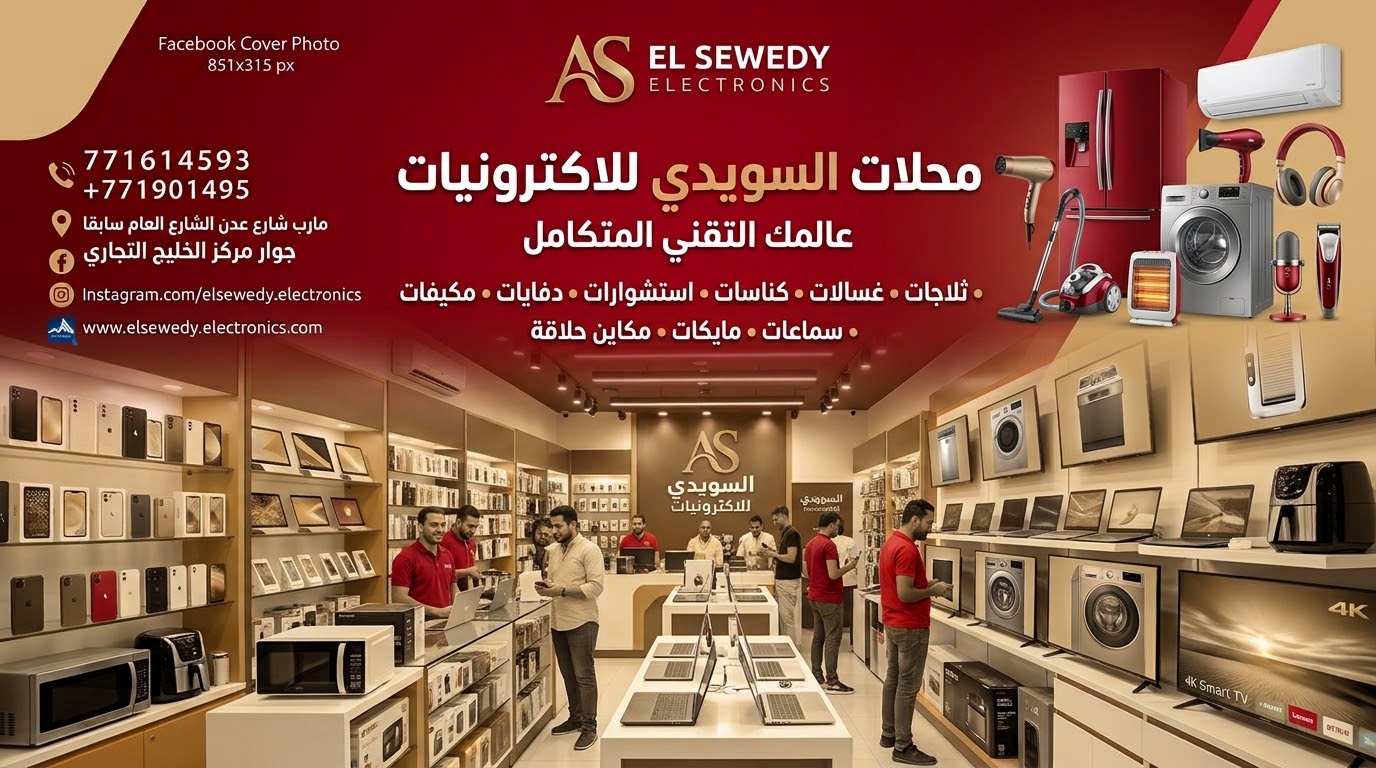 Facebook Cover Photo
851x315 px
AS EL SEWEDY
ELECTRONICS
771614593
+771901495
مارب شارع عدن الشارع العام سابقا
جوار مركز الخليج التجاري
Instagram.com/elsewedy.electronics
www.elsewedy.electronics.com
محلات السويدي للاكترونيات
عالمك التقني المتكامل
• ثلاجات • غسالات • كناسات • استشوارات • دفايات • مكيفات
• سماعات • مايكات • مكاين حلاقة
AS
السويدي
للاكترونيات
4K
4K Smart TV